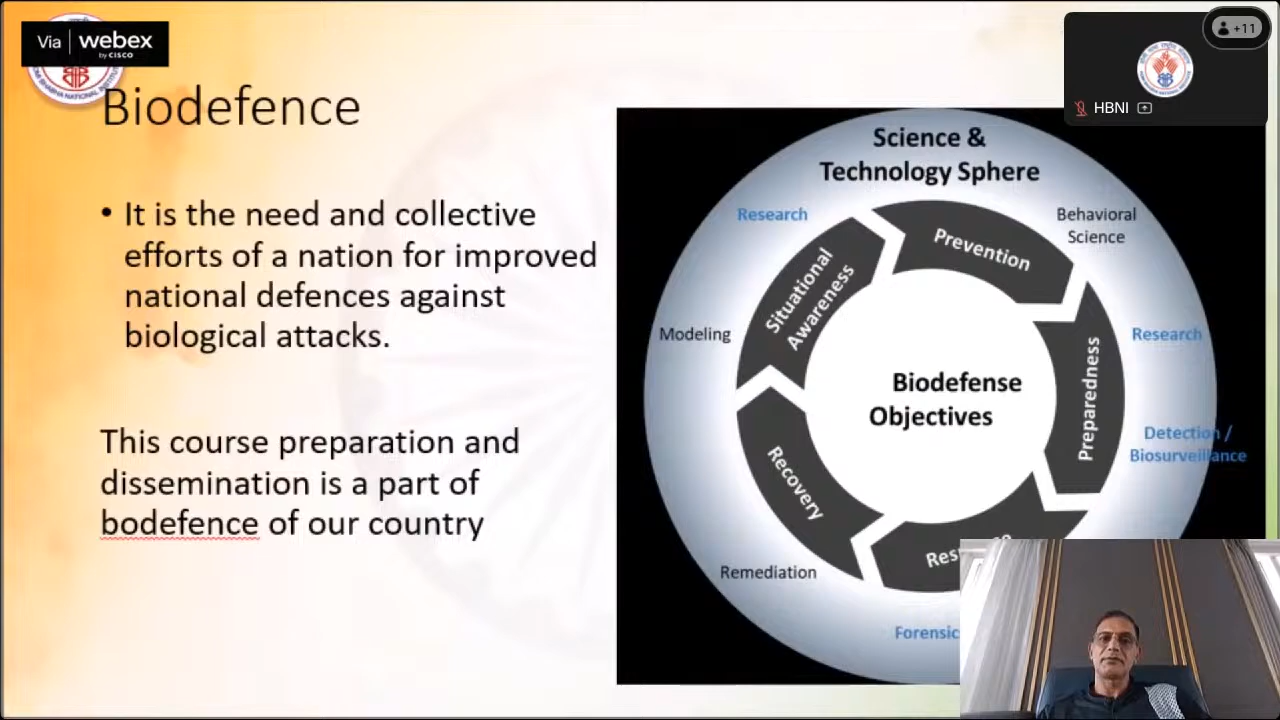 Via webex
by CISCO
+11
HBNI
Biodefence
• It is the need and collective
efforts of a nation for improved
national defences against
biological attacks.
This course preparation and
dissemination is a part of
bodefence of our country
Science &
Technology Sphere
Research
Behavioral
Science
Prevention
Situational
Awareness
Modeling
Research
Preparedness
Biodefense
Objectives
Detection /
Biosurveillance
Recovery
Remediation